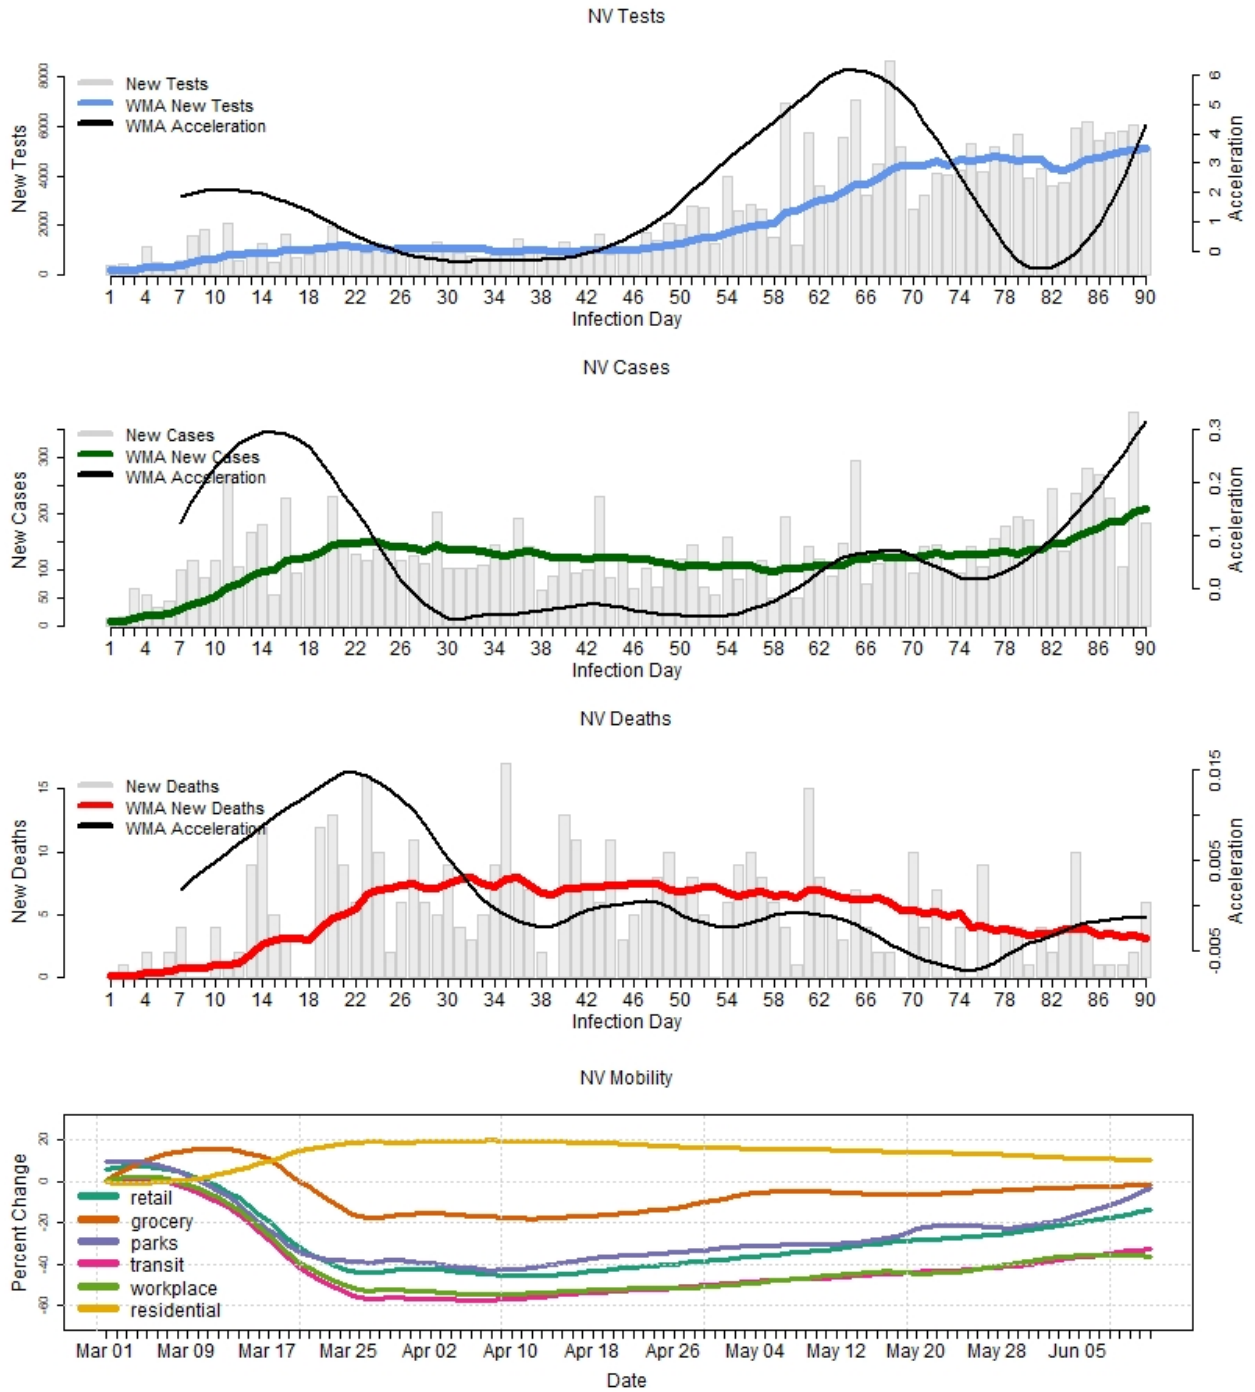 NV Tests
New Tests
WMA New Tests
WMA Acceleration
New Tests
0 2000 4000 6000 8000
Acceleration
0 1 2 3 4 5 6
1 4 7 10 14 18 22 26 30 34 38 42 46 50 54 58 62 66 70 74 78 82 86 90
Infection Day
NV Cases
New Cases
WMA New Cases
WMA Acceleration
New Cases
0 50 100 200 300
Acceleration
0.0 0.1 0.2 0.3
1 4 7 10 14 18 22 26 30 34 38 42 46 50 54 58 62 66 70 74 78 82 86 90
Infection Day
NV Deaths
New Deaths
WMA New Deaths
WMA Acceleration
New Deaths
0 5 10 15
Acceleration
-0.005 0.005 0.015
1 4 7 10 14 18 22 26 30 34 38 42 46 50 54 58 62 66 70 74 78 82 86 90
Infection Day
NV Mobility
Percent Change
-60 -40 -20 0 20
retail
grocery
parks
transit
workplace
residential
Mar 01 Mar 09 Mar 17 Mar 25 Apr 02 Apr 10 Apr 18 Apr 26 May 04 May 12 May 20 May 28 Jun 05
Date